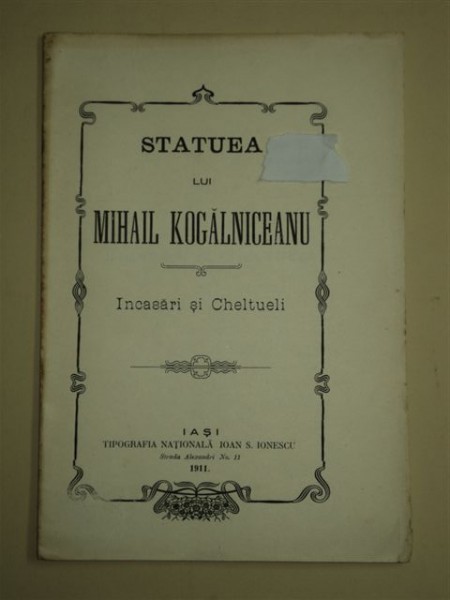 STATUEA
LUI
MIHAIL KOGĂLNICEANU
Incasări și Cheltueli
IAȘI
TIPOGRAFIA NAȚIONALĂ IOAN S. IONESCU
Strada Alexandri No. 11
1911.